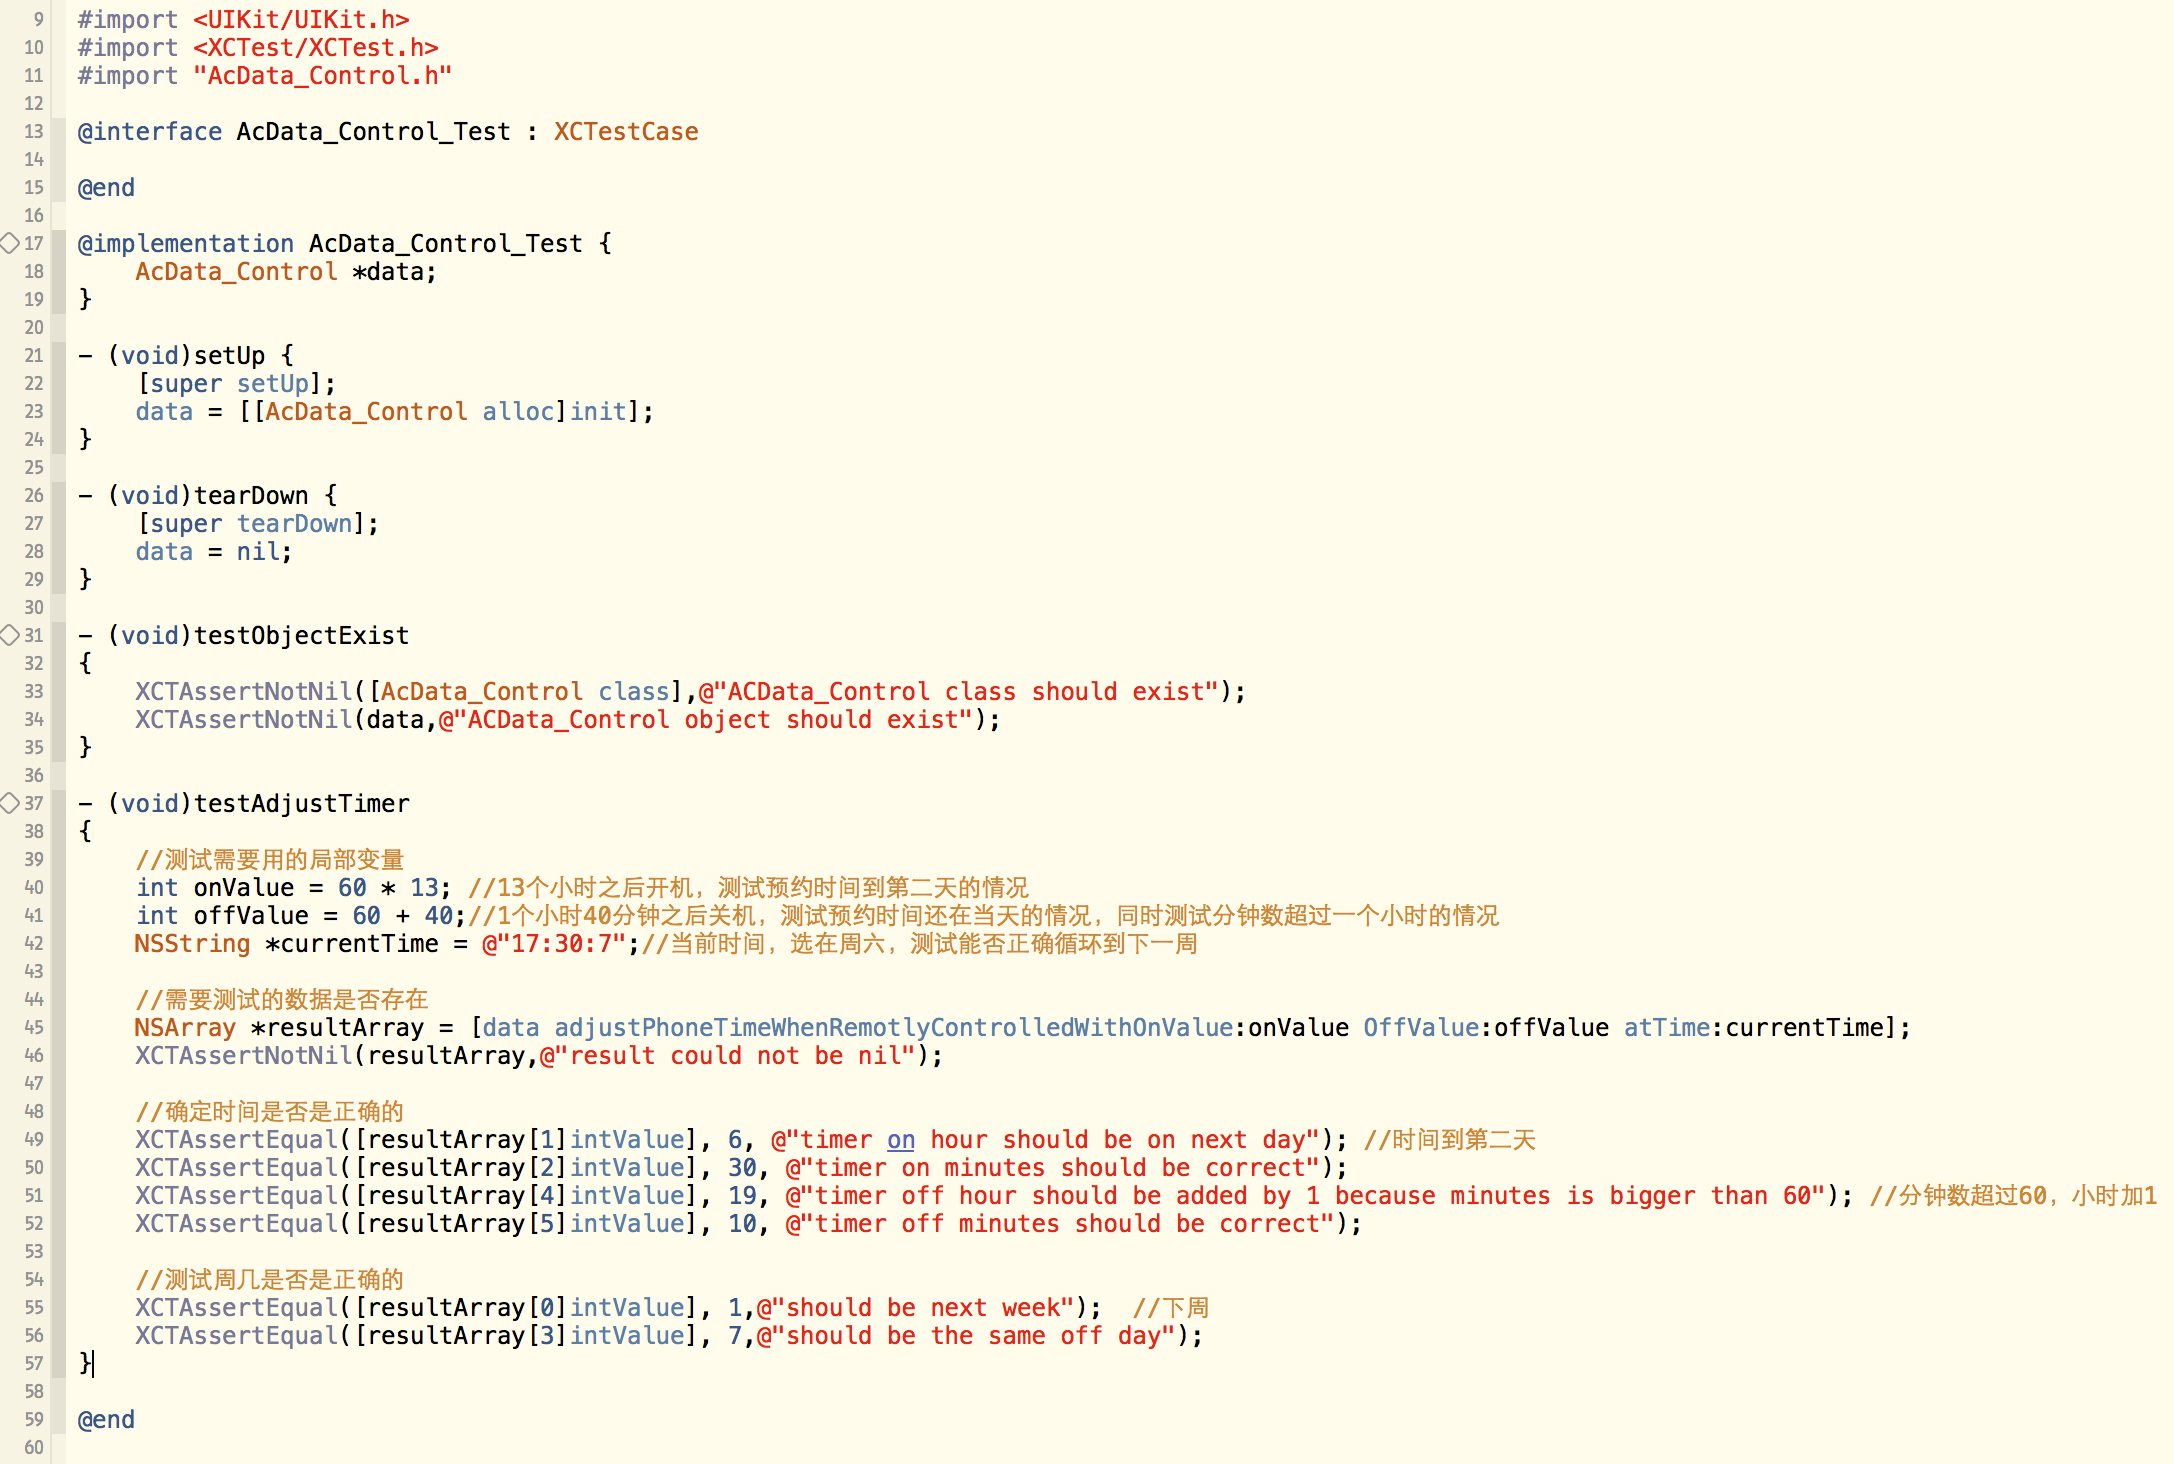 9 #import <UIKit/UIKit.h>
10 #import <XCTest/XCTest.h>
11 #import "AcData_Control.h"
12
13 @interface AcData_Control_Test : XCTestCase
14
15 @end
16
17 @implementation AcData_Control_Test {
18     AcData_Control *data;
19 }
20
21 - (void)setUp {
22     [super setUp];
23     data = [[AcData_Control alloc]init];
24 }
25
26 - (void)tearDown {
27     [super tearDown];
28     data = nil;
29 }
30
31 - (void)testObjectExist
32 {
33     XCTAssertNotNil([AcData_Control class],@"ACData_Control class should exist");
34     XCTAssertNotNil(data,@"ACData_Control object should exist");
35 }
36
37 - (void)testAdjustTimer
38 {
39     //测试需要用的局部变量
40     int onValue = 60 * 13; //13个小时之后开机，测试预约时间到第二天的情况
41     int offValue = 60 + 40;//1个小时40分钟之后关机，测试预约时间还在当天的情况，同时测试分钟数超过一个小时的情况
42     NSString *currentTime = @"17:30:7";//当前时间，选在周六，测试能否正确循环到下一周
43
44     //需要测试的数据是否存在
45     NSArray *resultArray = [data adjustPhoneTimeWhenRemotlyControlledWithOnValue:onValue OffValue:offValue atTime:currentTime];
46     XCTAssertNotNil(resultArray,@"result could not be nil");
47
48     //确定时间是否是正确的
49     XCTAssertEqual([resultArray[1]intValue], 6, @"timer on hour should be on next day"); //时间到第二天
50     XCTAssertEqual([resultArray[2]intValue], 30, @"timer on minutes should be correct");
51     XCTAssertEqual([resultArray[4]intValue], 19, @"timer off hour should be added by 1 because minutes is bigger than 60"); //分钟数超过60，小时加1
52     XCTAssertEqual([resultArray[5]intValue], 10, @"timer off minutes should be correct");
53
54     //测试周几是否是正确的
55     XCTAssertEqual([resultArray[0]intValue], 1,@"should be next week");  //下周
56     XCTAssertEqual([resultArray[3]intValue], 7,@"should be the same off day");
57 }
58
59 @end
60